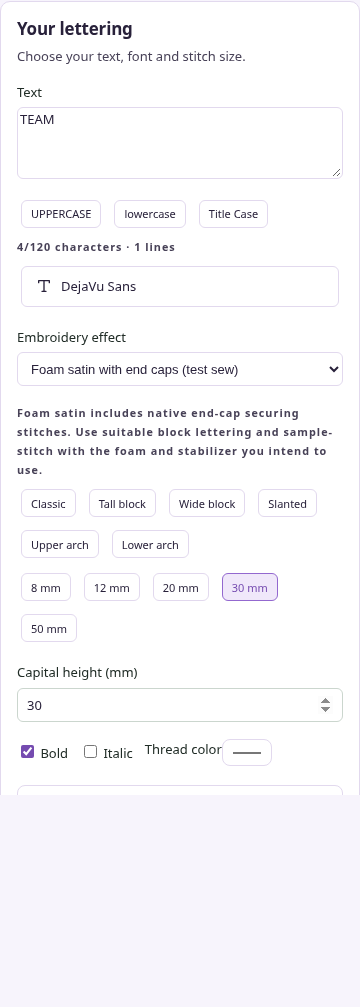 Your lettering
Choose your text, font and stitch size.
Text
TEAM
UPPERCASE lowercase Title Case
4/120 characters · 1 lines
DejaVu Sans
Embroidery effect
Foam satin with end caps (test sew)
Foam satin includes native end-cap securing
stitches. Use suitable block lettering and sample-
stitch with the foam and stabilizer you intend to
use.
Classic Tall block Wide block Slanted
Upper arch Lower arch
8 mm 12 mm 20 mm 30 mm
50 mm
Capital height (mm)
30
Bold Italic Thread color